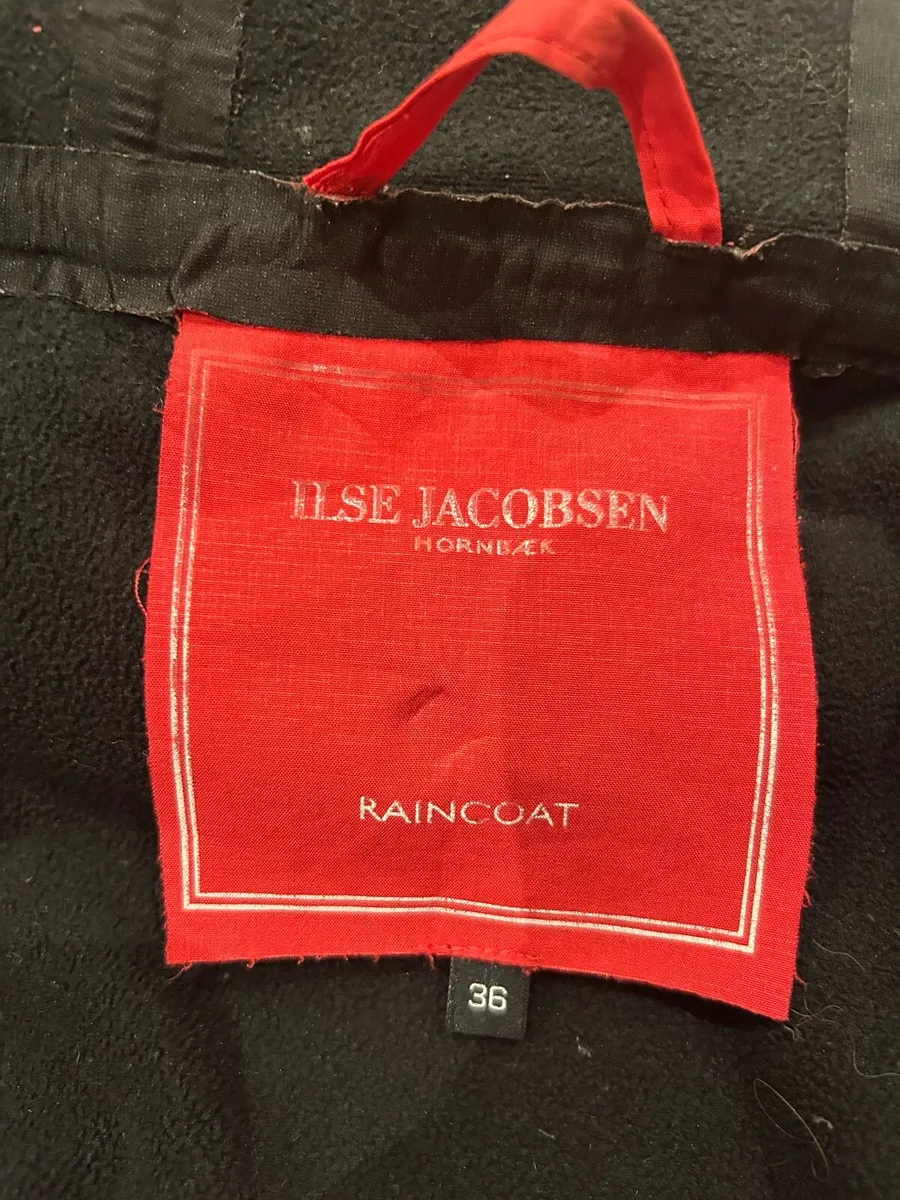 ILSE JACOBSEN
HORNBÆK
RAINCOAT
36